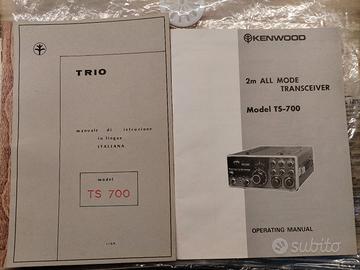 TRIO
manuale di istruzione
in lingua
ITALIANA
model
TS 700
KENWOOD
2m ALL MODE
TRANSCEIVER
Model TS-700
OPERATING MANUAL
subito